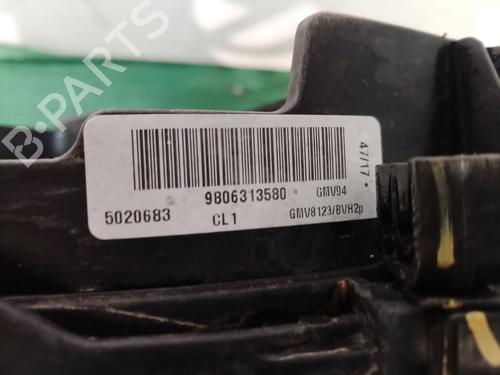 B-PARTS
47/17•
9806313580
GMV94
5020683
CL1
GMV8123/BVH2p